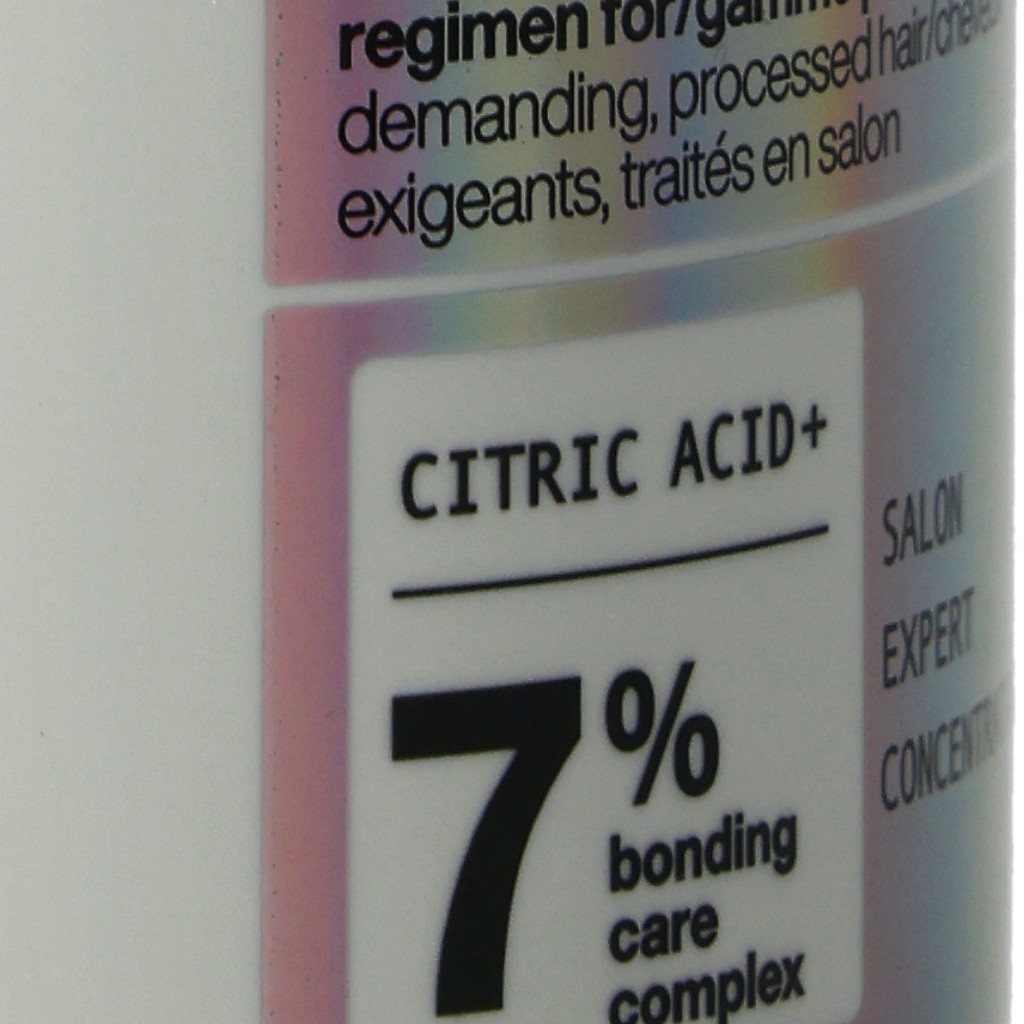 regimen for/gamme
demanding, processed hair/cheveux
exigeants, traités en salon
CITRIC ACID+
7%
bonding
care
complex
SALON
EXPERT